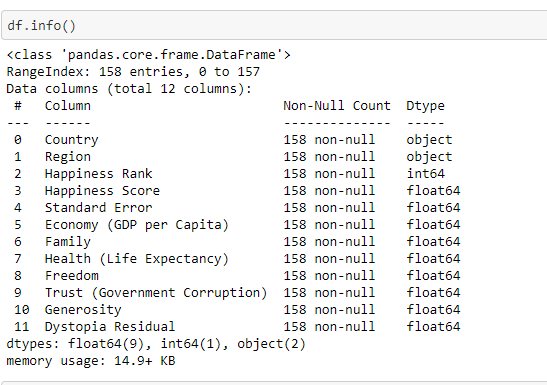 df.info()
<class 'pandas.core.frame.DataFrame'>
RangeIndex: 158 entries, 0 to 157
Data columns (total 12 columns):
 #   Column                         Non-Null Count  Dtype
---  ------                         --------------  -----
 0   Country                        158 non-null    object
 1   Region                         158 non-null    object
 2   Happiness Rank                 158 non-null    int64
 3   Happiness Score                158 non-null    float64
 4   Standard Error                 158 non-null    float64
 5   Economy (GDP per Capita)       158 non-null    float64
 6   Family                         158 non-null    float64
 7   Health (Life Expectancy)       158 non-null    float64
 8   Freedom                        158 non-null    float64
 9   Trust (Government Corruption)  158 non-null    float64
 10  Generosity                     158 non-null    float64
 11  Dystopia Residual              158 non-null    float64
dtypes: float64(9), int64(1), object(2)
memory usage: 14.9+ KB